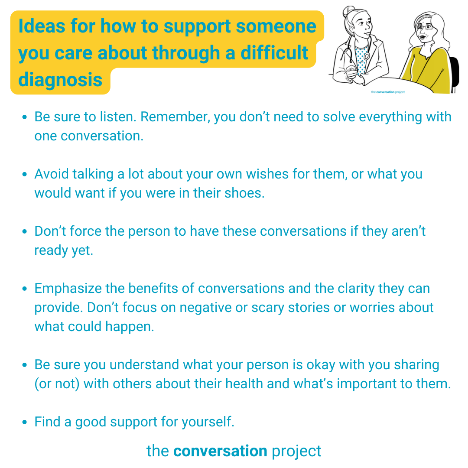 Ideas for how to support someone
you care about through a difficult
diagnosis
the conversation project
• Be sure to listen. Remember, you don't need to solve everything with
one conversation.
• Avoid talking a lot about your own wishes for them, or what you
would want if you were in their shoes.
• Don't force the person to have these conversations if they aren't
ready yet.
• Emphasize the benefits of conversations and the clarity they can
provide. Don't focus on negative or scary stories or worries about
what could happen.
• Be sure you understand what your person is okay with you sharing
(or not) with others about their health and what's important to them.
• Find a good support for yourself.
the conversation project